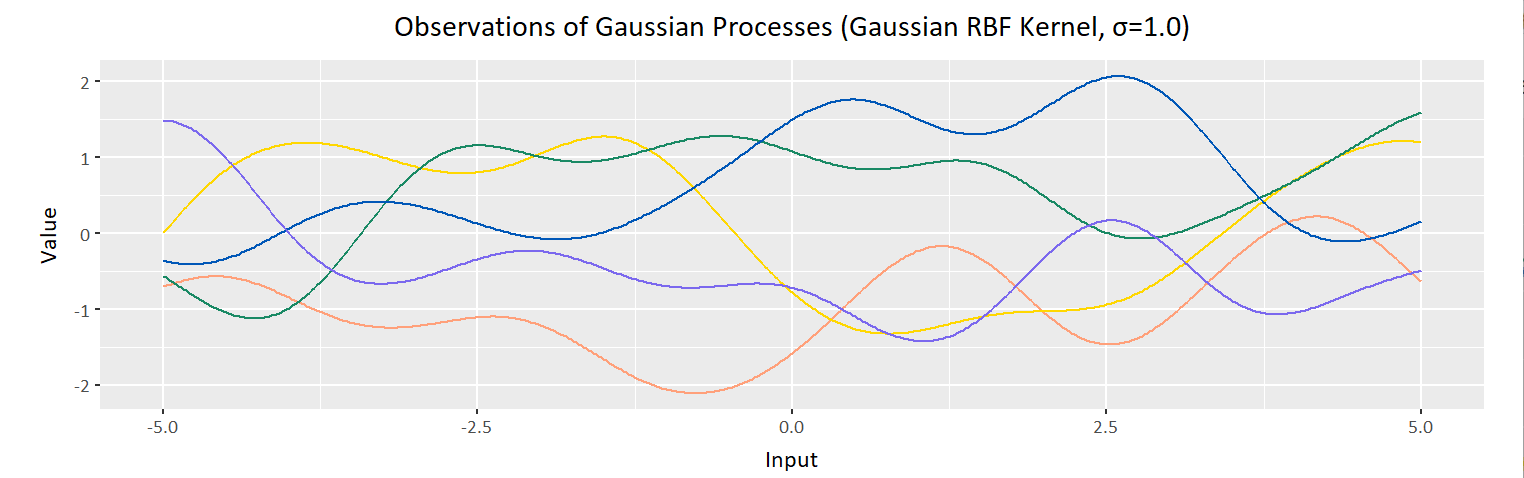 Observations of Gaussian Processes (Gaussian RBF Kernel, σ=1.0)
2
1
0
-1
-2
Value
-5.0 -2.5 0.0 2.5 5.0
Input